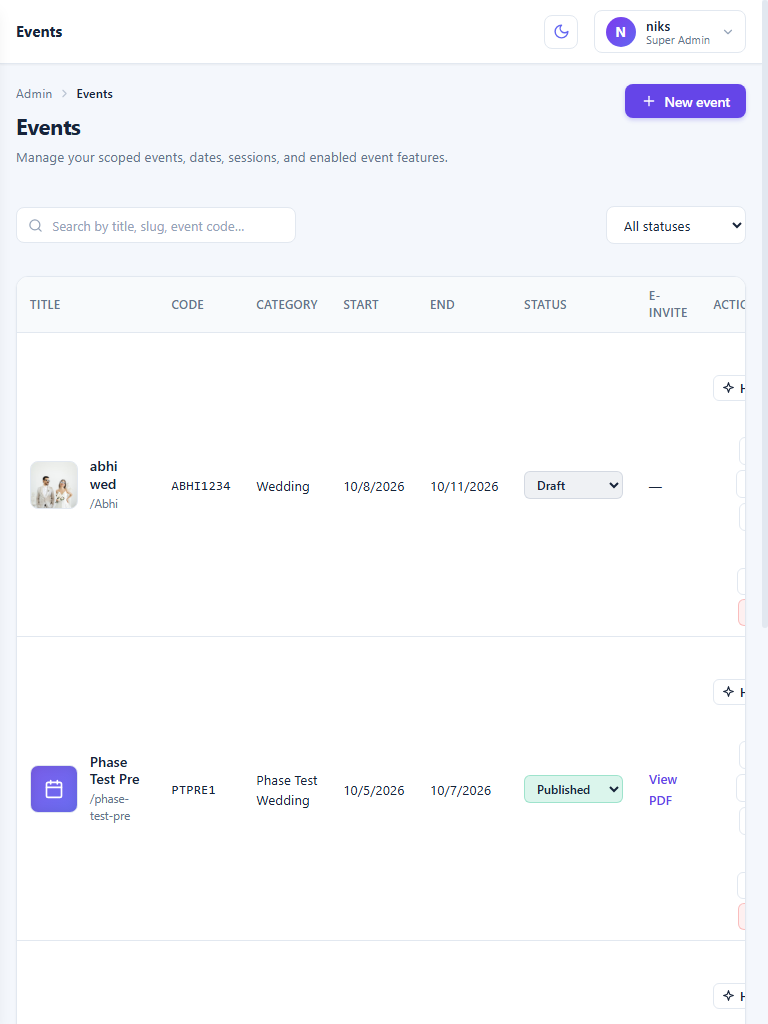 Events
N
niks
Super Admin
Admin > Events
New event
Events
Manage your scoped events, dates, sessions, and enabled event features.
Search by title, slug, event code...
All statuses
TITLE CODE CATEGORY START END STATUS E-INVITE
abhi wed
/Abhi
ABHI1234 Wedding 10/8/2026 10/11/2026 Draft —
Phase Test Pre
/phase-test-pre
PTPRE1 Phase Test Wedding 10/5/2026 10/7/2026 Published View PDF